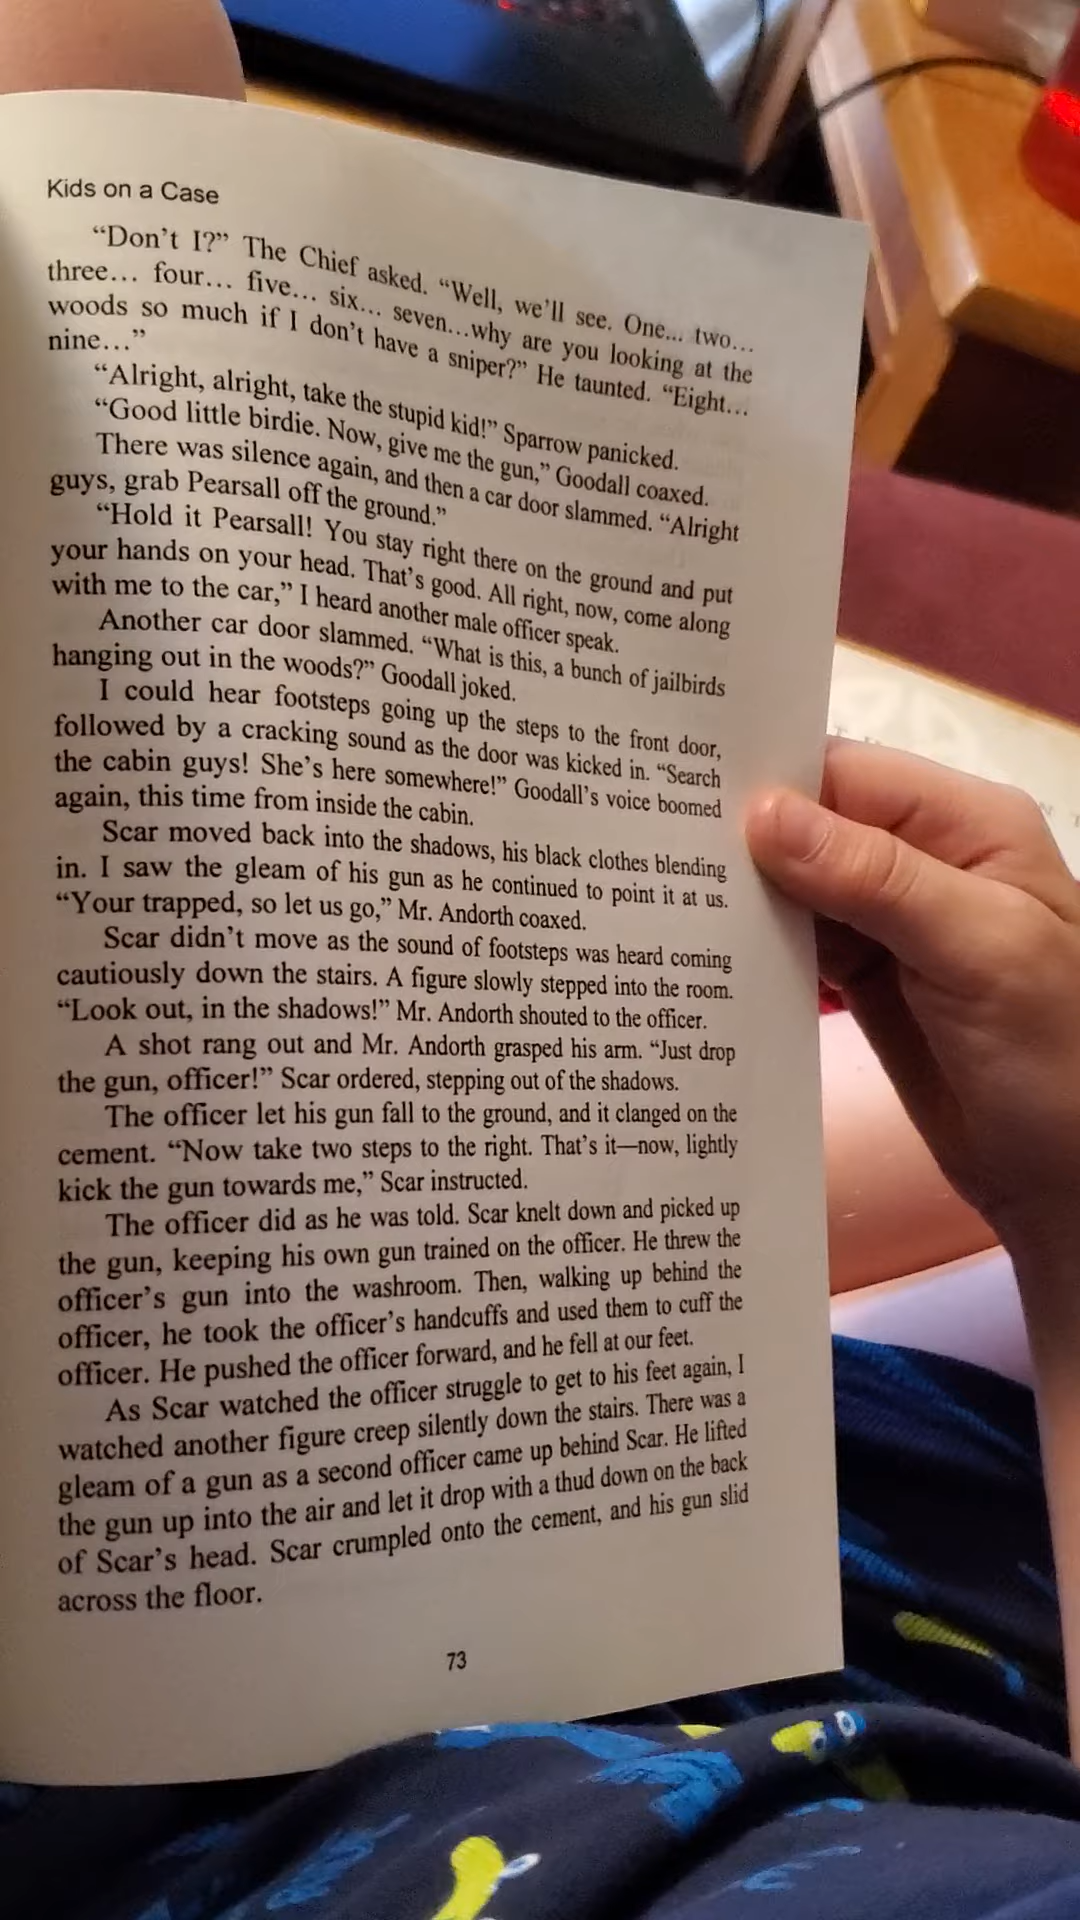 Kids on a Case
“Don’t I?” The Chief asked. “Well, we’ll see. One... two...
three... four... five... six... seven...why are you looking at the
woods so much if I don’t have a sniper?” He taunted. “Eight...
nine...”
“Alright, alright, take the stupid kid!” Sparrow panicked.
“Good little birdie. Now, give me the gun,” Goodall coaxed.
There was silence again, and then a car door slammed. “Alright
guys, grab Pearsall off the ground.”
“Hold it Pearsall! You stay right there on the ground and put
your hands on your head. That’s good. All right, now, come along
with me to the car,” I heard another male officer speak.
Another car door slammed. “What is this, a bunch of jailbirds
hanging out in the woods?” Goodall joked.
I could hear footsteps going up the steps to the front door,
followed by a cracking sound as the door was kicked in. “Search
the cabin guys! She’s here somewhere!” Goodall’s voice boomed
again, this time from inside the cabin.
Scar moved back into the shadows, his black clothes blending
in. I saw the gleam of his gun as he continued to point it at us.
“Your trapped, so let us go,” Mr. Andorth coaxed.
Scar didn’t move as the sound of footsteps was heard coming
cautiously down the stairs. A figure slowly stepped into the room.
“Look out, in the shadows!” Mr. Andorth shouted to the officer.
A shot rang out and Mr. Andorth grasped his arm. “Just drop
the gun, officer!” Scar ordered, stepping out of the shadows.
The officer let his gun fall to the ground, and it clanged on the
cement. “Now take two steps to the right. That’s it—now, lightly
kick the gun towards me,” Scar instructed.
The officer did as he was told. Scar knelt down and picked up
the gun, keeping his own gun trained on the officer. He threw the
officer’s gun into the washroom. Then, walking up behind the
officer, he took the officer’s handcuffs and used them to cuff the
officer. He pushed the officer forward, and he fell at our feet.
As Scar watched the officer struggle to get to his feet again, I
watched another figure creep silently down the stairs. There was a
gleam of a gun as a second officer came up behind Scar. He lifted
the gun up into the air and let it drop with a thud down on the back
of Scar’s head. Scar crumpled onto the cement, and his gun slid
across the floor.
73